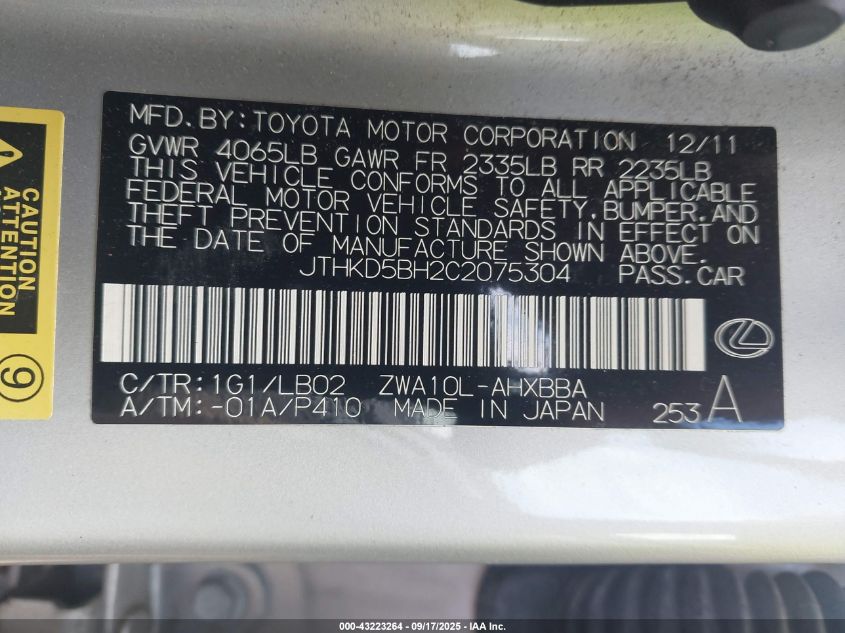 MFD.BY:TOYOTA MOTOR CORPORATION 12/11
GVWR 4065LB GAWR FR 2335LB RR 2235LB
THIS VEHICLE CONFORMS TO ALL APPLICABLE
FEDERAL MOTOR VEHICLE SAFETY,BUMPER,AND
THEFT PREVENTION STANDARDS IN EFFECT ON
THE DATE OF MANUFACTURE SHOWN ABOVE.
JTHKD5BH2C2075304 PASS.CAR
C/TR:1G1/LB02 ZWA10L-AHXBBA
A/TM:-01A/P410 MADE IN JAPAN 253 A
CAUTION
ATTENTION
9
000-43223264 - 09/17/2025 - IAA Inc.